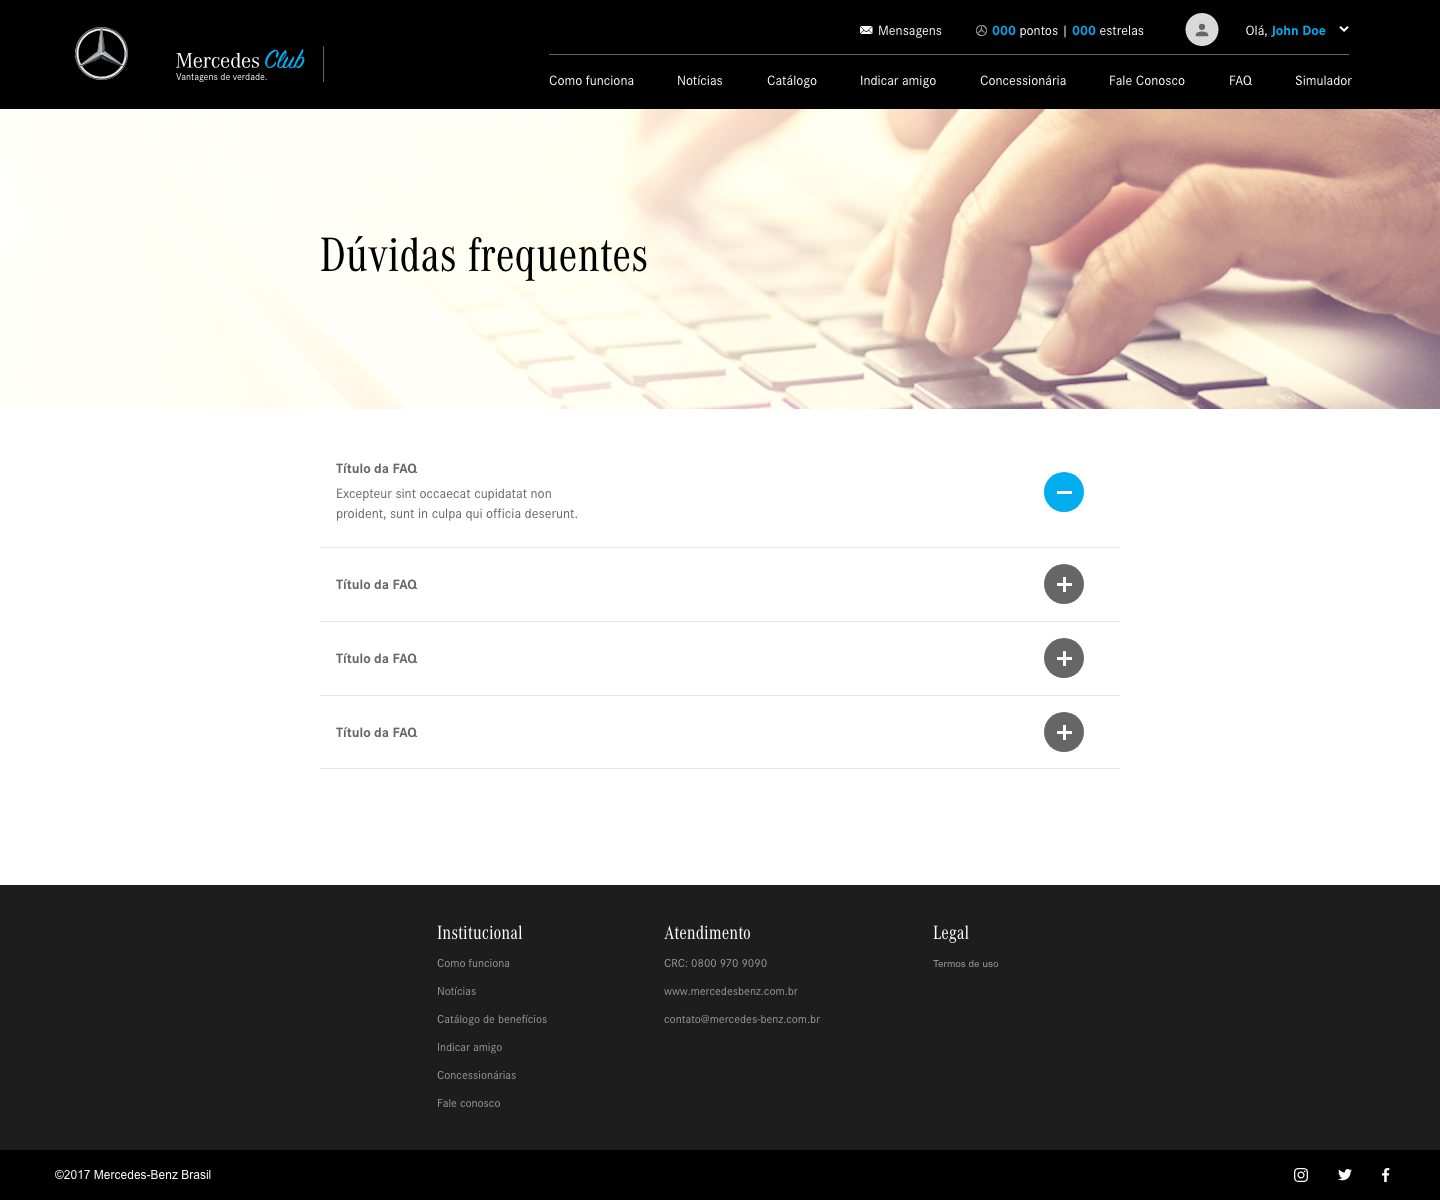 Mensagens
000 pontos | 000 estrelas
Olá, John Doe
Mercedes Club
Vantagens de verdade.
Como funciona
Notícias
Catálogo
Indicar amigo
Concessionária
Fale Conosco
FAQ
Simulador
Dúvidas frequentes
Título da FAQ
Excepteur sint occaecat cupidatat non
proident, sunt in culpa qui officia deserunt.
Título da FAQ
Título da FAQ
Título da FAQ
Institucional
Como funciona
Notícias
Catálogo de benefícios
Indicar amigo
Concessionárias
Fale conosco
Atendimento
CRC: 0800 970 9090
www.mercedesbenz.com.br
contato@mercedes-benz.com.br
Legal
Termos de uso
©2017 Mercedes-Benz Brasil